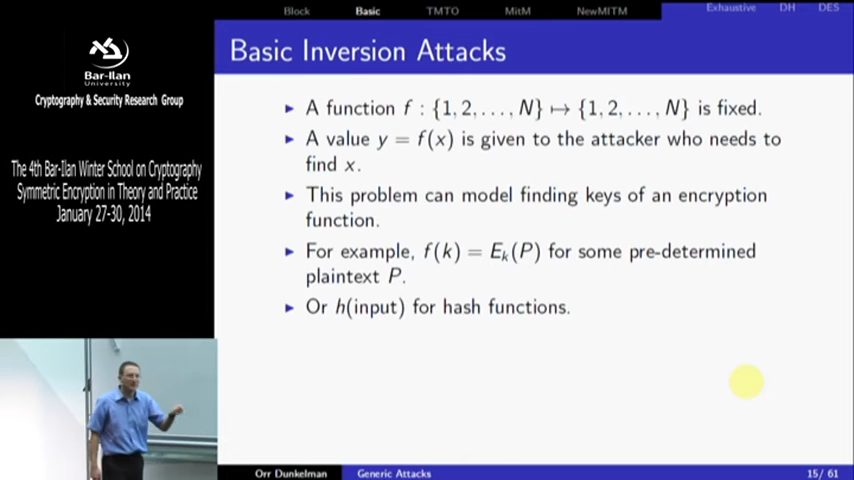 Block Basic TMTO MitM NewMITM Exhaustive DH DES
Basic Inversion Attacks
Bar-Ilan
University
Cryptography & Security Research Group
The 4th Bar-Ilan Winter School on Cryptography
Symmetric Encryption in Theory and Practice
January 27-30, 2014
► A function f : {1, 2, . . . , N} ↦ {1, 2, . . . , N} is fixed.
► A value y = f(x) is given to the attacker who needs to
find x.
► This problem can model finding keys of an encryption
function.
► For example, f(k) = Eₖ(P) for some pre-determined
plaintext P.
► Or h(input) for hash functions.
Orr Dunkelman Generic Attacks 15/ 61